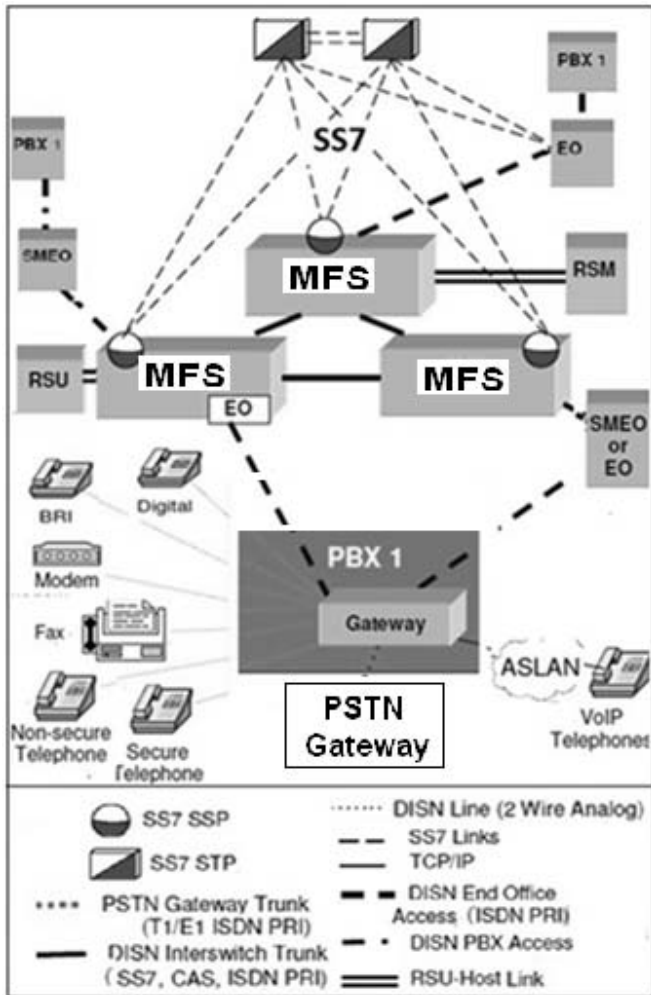 PBX 1
SS7
EO
PBX 1
SMEO
MFS
RSM
RSU
MFS
MFS
EO
SMEO
or
EO
BRI
Digital
PBX 1
Modem
Gateway
Fax
ASLAN
Non-secure
Telephone
Secure
Telephone
PSTN
Gateway
VoIP
Telephones
SS7 SSP
SS7 STP
PSTN Gateway Trunk
(T1/E1 ISDN PRI)
DISN Interswitch Trunk
(SS7, CAS, ISDN PRI)
DISN Line (2 Wire Analog)
SS7 Links
TCP/IP
DISN End Office
Access (ISDN PRI)
DISN PBX Access
RSU-Host Link